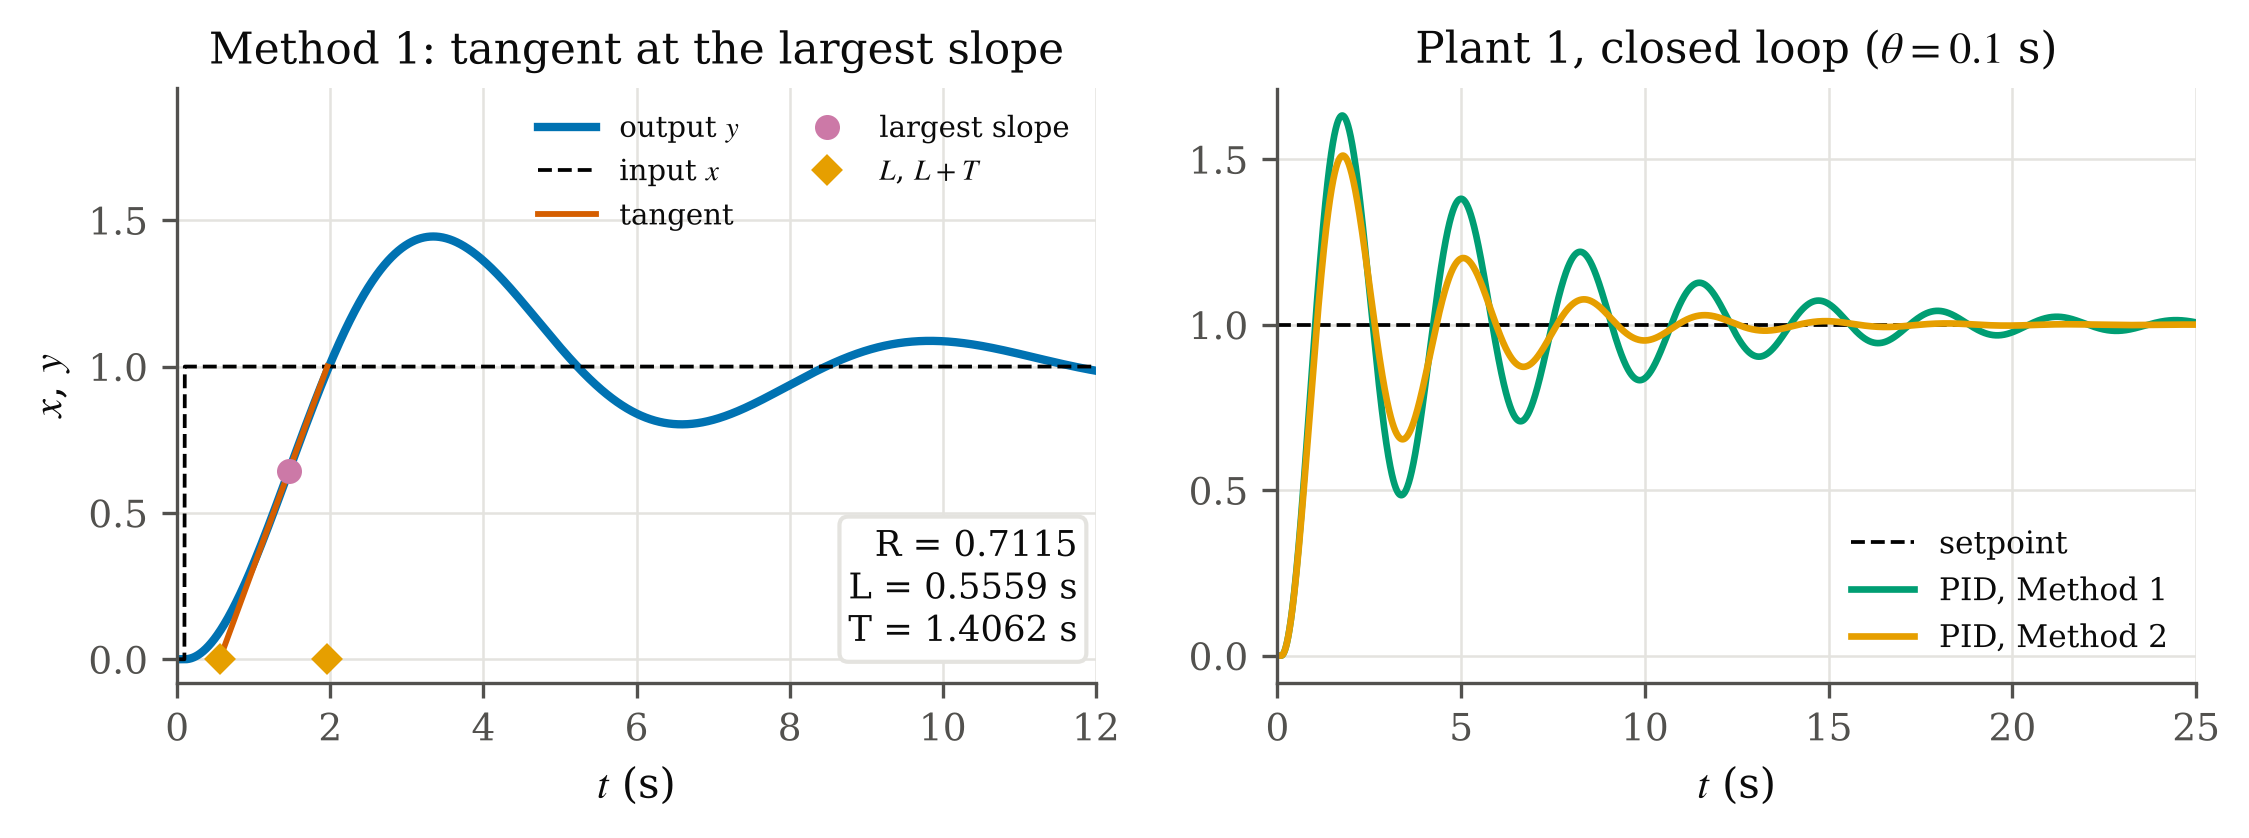 Method 1: tangent at the largest slope
output y
input x
tangent
largest slope
L, L + T
1.5
1.0
0.5
0.0
x, y
R = 0.7115
L = 0.5559 s
T = 1.4062 s
0 2 4 6 8 10 12
t (s)
Plant 1, closed loop (θ = 0.1 s)
1.5
1.0
0.5
0.0
setpoint
PID, Method 1
PID, Method 2
0 5 10 15 20 25
t (s)